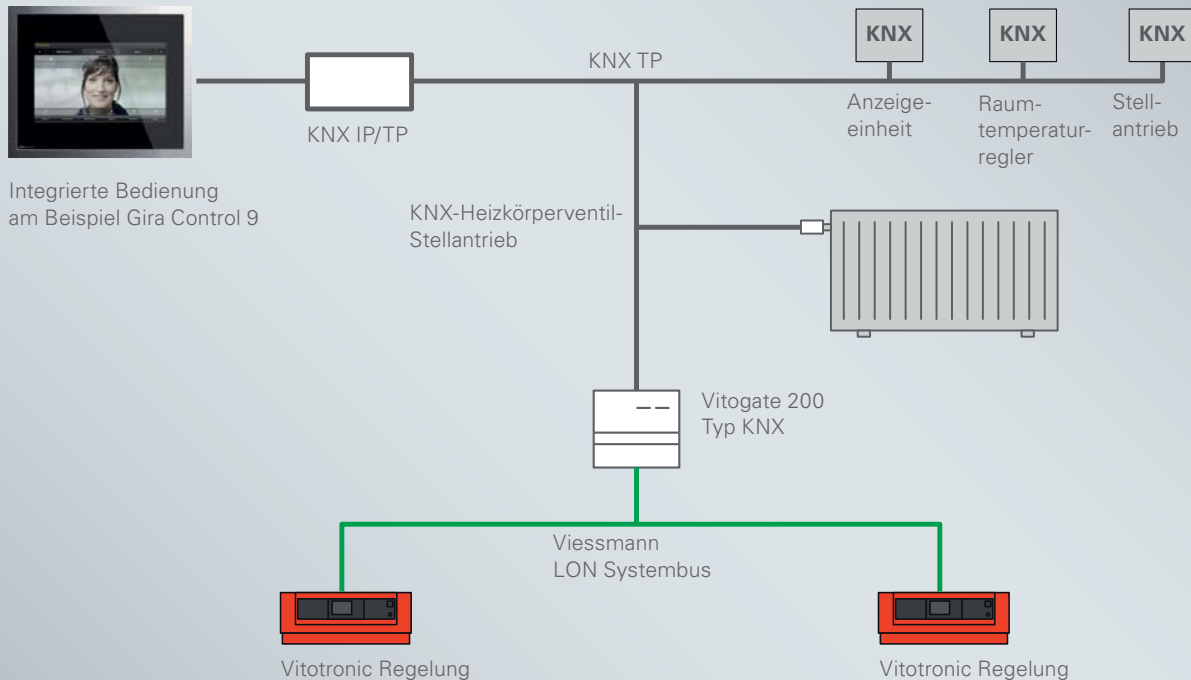 KNX
KNX
KNX
KNX TP
KNX IP/TP
Anzeige-
einheit
Raum-
temperatur-
regler
Stell-
antrieb
Integrierte Bedienung
am Beispiel Gira Control 9
KNX-Heizkörperventil-
Stellantrieb
Vitogate 200
Typ KNX
Viessmann
LON Systembus
Vitotronic Regelung
Vitotronic Regelung